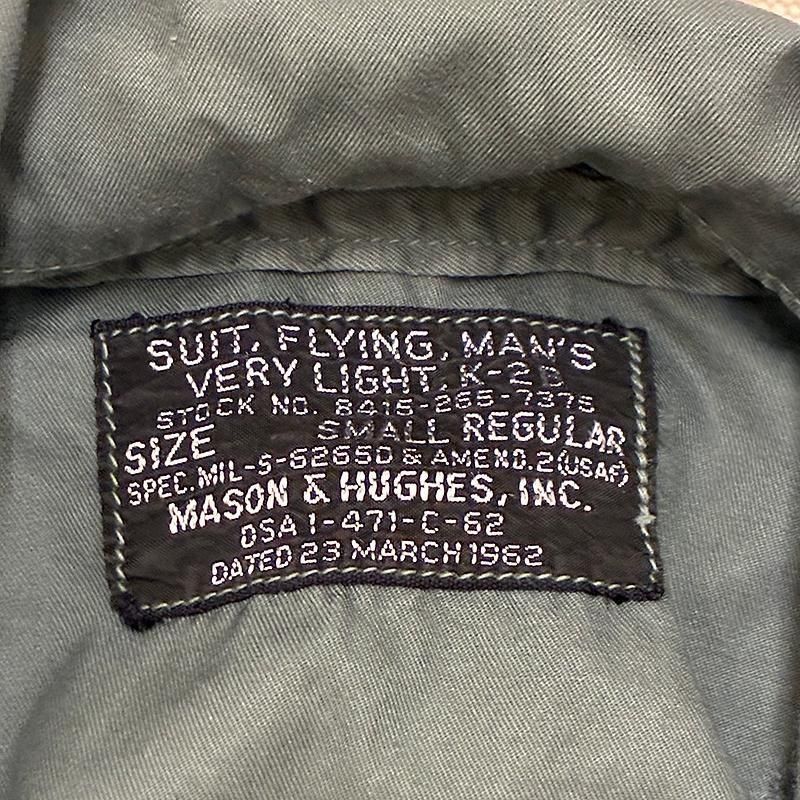 SUIT, FLYING, MAN'S
VERY LIGHT, K-2B
STOCK NO. 8415-265-7375
SIZE SMALL REGULAR
SPEC. MIL-S-6265D & AMEND. 2 (USAF)
MASON & HUGHES, INC.
DSA 1-471-C-62
DATED 23 MARCH 1962